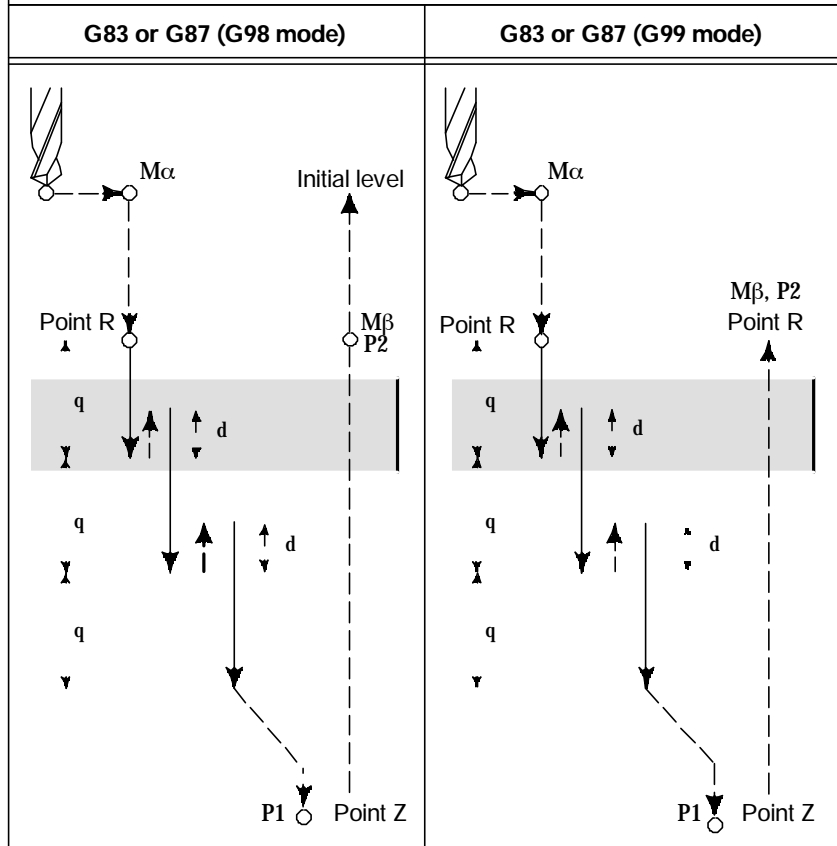 G83 or G87 (G98 mode)
G83 or G87 (G99 mode)
Mα
Initial level
Point R
Mβ
P2
q
d
q
d
q
P1
Point Z
Mα
Mβ, P2
Point R
Point R
q
d
q
d
q
P1
Point Z